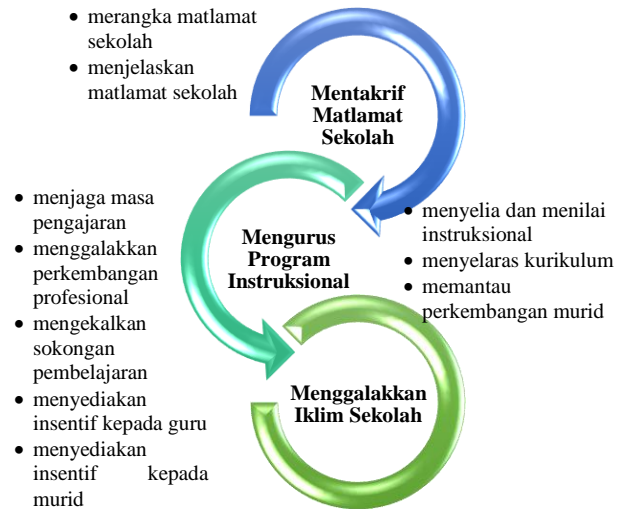 • merangka matlamat
sekolah
• menjelaskan
matlamat sekolah
Mentakrif
Matlamat
Sekolah
• menjaga masa
pengajaran
• menggalakkan
perkembangan
profesional
• mengekalkan
sokongan
pembelajaran
• menyediakan
insentif kepada guru
• menyediakan
insentif kepada
murid
Mengurus
Program
Instruksional
• menyelia dan menilai
instruksional
• menyelaras kurikulum
• memantau
perkembangan murid
Menggalakkan
Iklim Sekolah